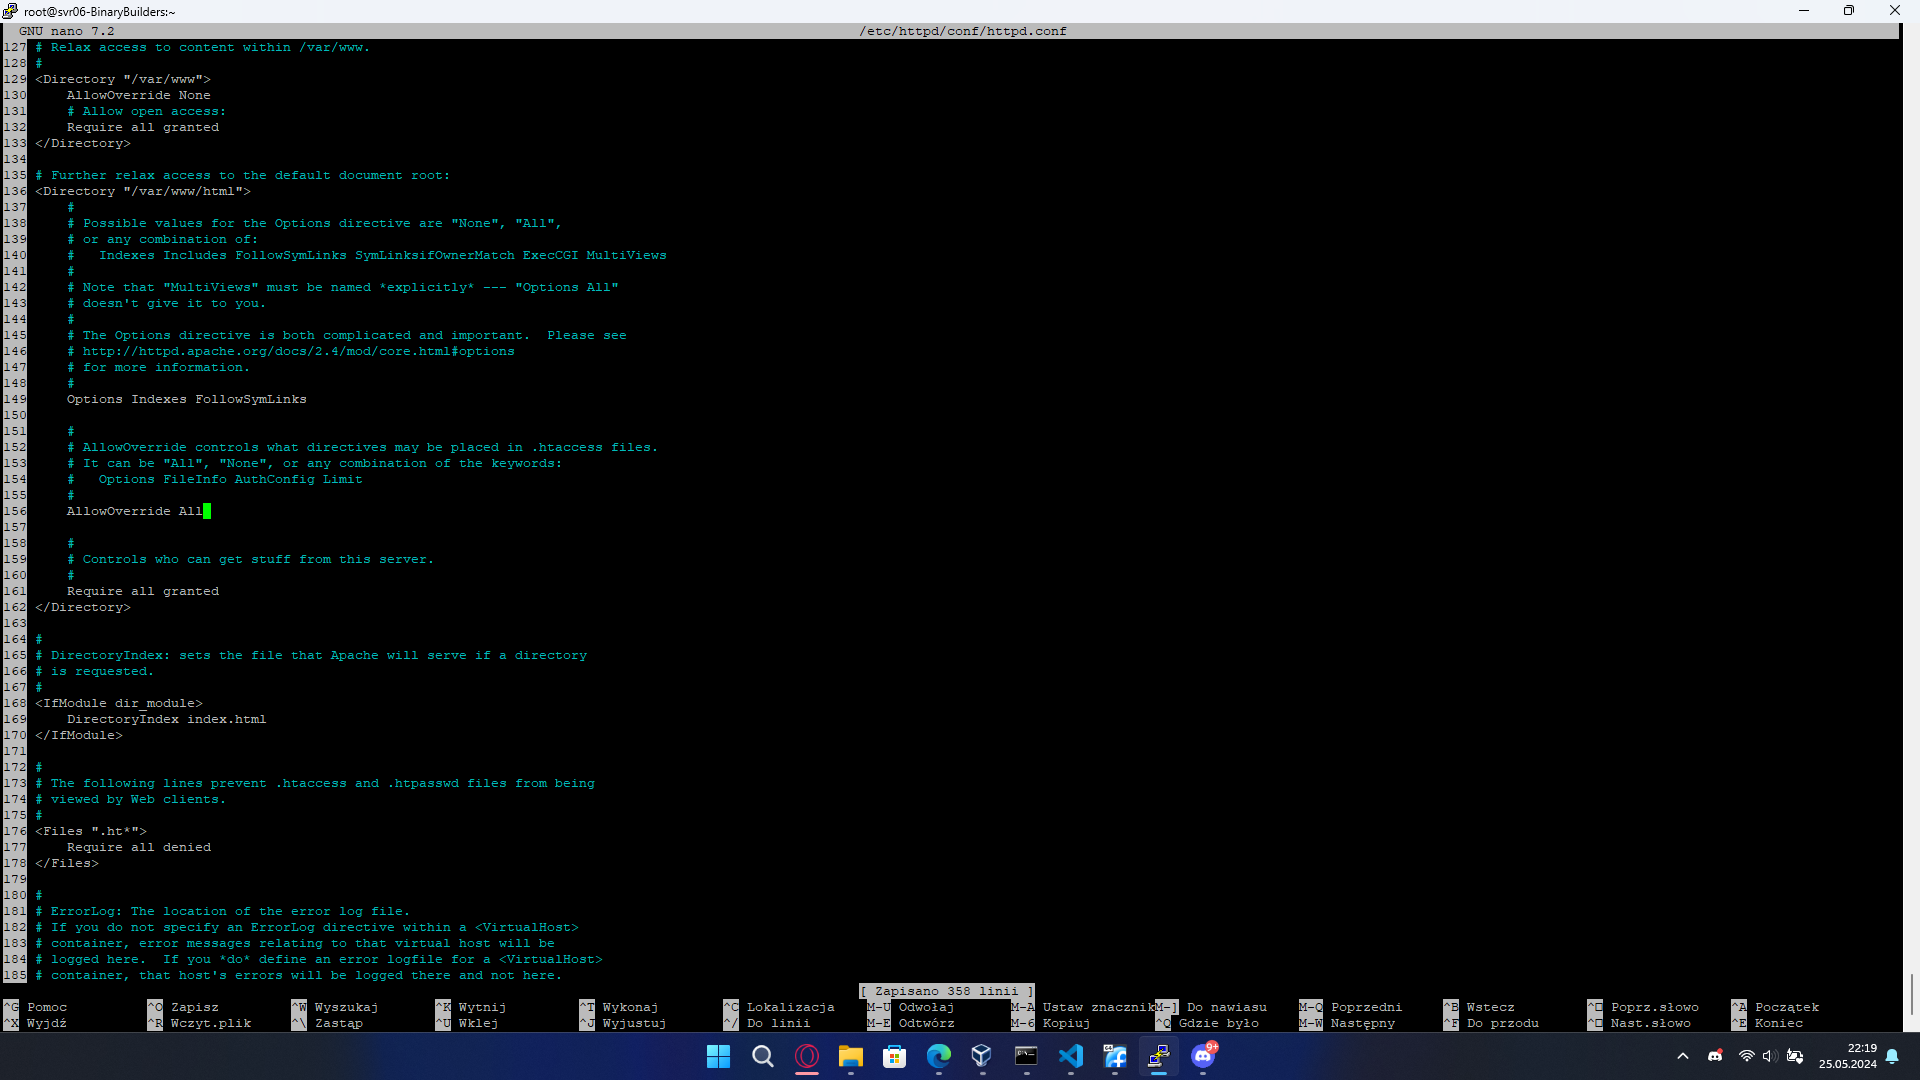 root@svr06-BinaryBuilders:~
GNU nano 7.2 /etc/httpd/conf/httpd.conf
127 # Relax access to content within /var/www.
128 #
129 <Directory "/var/www">
130     AllowOverride None
131     # Allow open access:
132     Require all granted
133 </Directory>
134
135 # Further relax access to the default document root:
136 <Directory "/var/www/html">
137     #
138     # Possible values for the Options directive are "None", "All",
139     # or any combination of:
140     #   Indexes Includes FollowSymLinks SymLinksifOwnerMatch ExecCGI MultiViews
141     #
142     # Note that "MultiViews" must be named *explicitly* --- "Options All"
143     # doesn't give it to you.
144     #
145     # The Options directive is both complicated and important.  Please see
146     # http://httpd.apache.org/docs/2.4/mod/core.html#options
147     # for more information.
148     #
149     Options Indexes FollowSymLinks
150
151     #
152     # AllowOverride controls what directives may be placed in .htaccess files.
153     # It can be "All", "None", or any combination of the keywords:
154     #   Options FileInfo AuthConfig Limit
155     #
156     AllowOverride All
157
158     #
159     # Controls who can get stuff from this server.
160     #
161     Require all granted
162 </Directory>
163
164 #
165 # DirectoryIndex: sets the file that Apache will serve if a directory
166 # is requested.
167 #
168 <IfModule dir_module>
169     DirectoryIndex index.html
170 </IfModule>
171
172 #
173 # The following lines prevent .htaccess and .htpasswd files from being
174 # viewed by Web clients.
175 #
176 <Files ".ht*">
177     Require all denied
178 </Files>
179
180 #
181 # ErrorLog: The location of the error log file.
182 # If you do not specify an ErrorLog directive within a <VirtualHost>
183 # container, error messages relating to that virtual host will be
184 # logged here.  If you *do* define an error logfile for a <VirtualHost>
185 # container, that host's errors will be logged there and not here.
[ Zapisano 358 linii ]
^G Pomoc ^O Zapisz ^W Wyszukaj ^K Wytnij ^T Wykonaj ^C Lokalizacja M-U Odwołaj M-A Ustaw znacznik M-] Do nawiasu M-Q Poprzedni ^B Wstecz ^□ Poprz.słowo ^A Początek
^X Wyjdź ^R Wczyt.plik ^\ Zastąp ^U Wklej ^J Wyjustuj ^/ Do linii M-E Odtwórz M-6 Kopiuj ^Q Gdzie było M-W Następny ^F Do przodu ^□ Nast.słowo ^E Koniec
64
9+
22:19
25.05.2024